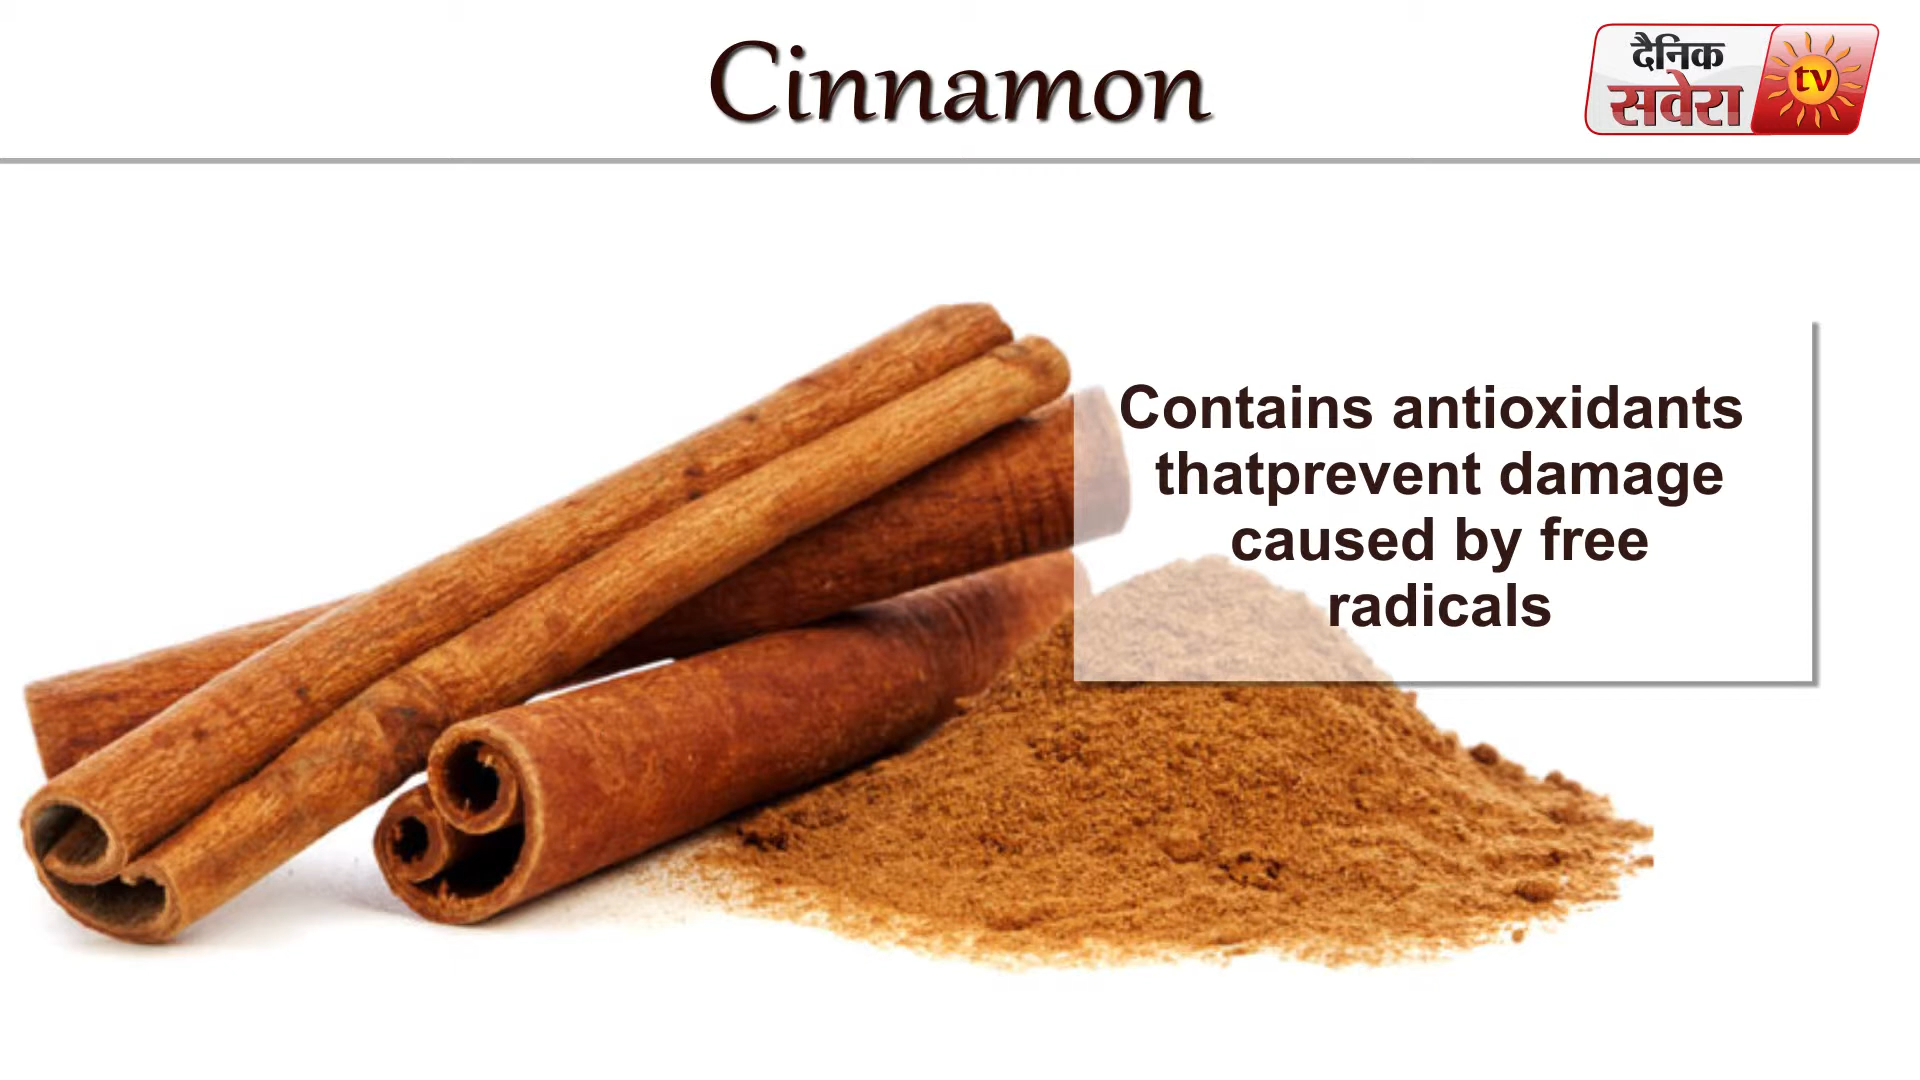 Cinnamon
दैनिक
सवेरा
tv
Contains antioxidants
thatprevent damage
caused by free
radicals